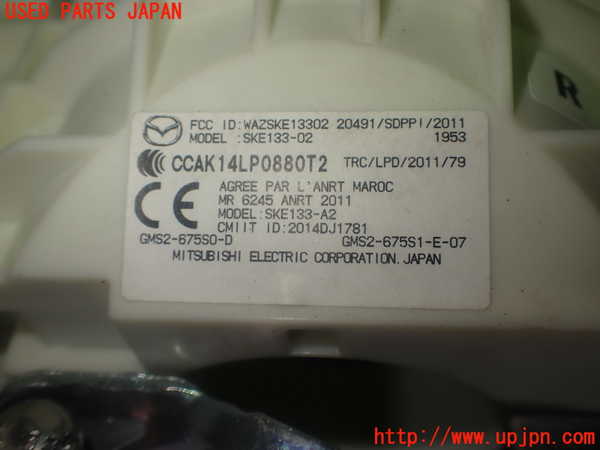 USED PARTS JAPAN
R
FCC ID:WAZSKE13302 20491/SDPPI/2011
MODEL :SKE133-02 1953
CCAK14LP0880T2 TRC/LPD/2011/79
AGREE PAR L'ANRT MAROC
MR 6245 ANRT 2011
MODEL:SKE133-A2
CE
CMIIT ID:2014DJ1781
GMS2-675S0-D GMS2-675S1-E-07
MITSUBISHI ELECTRIC CORPORATION.JAPAN
http://www.upjpn.com/